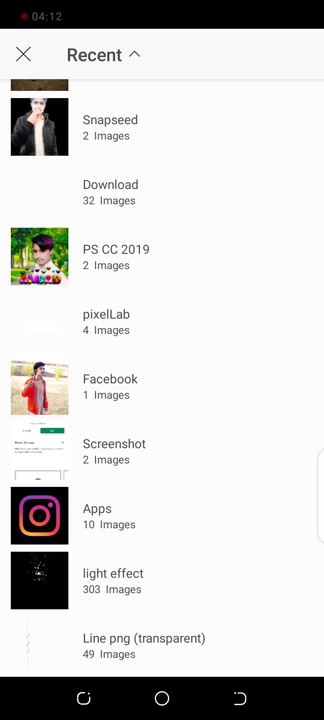 04:12
Recent
Snapseed
2 Images
Download
32 Images
PS CC 2019
2 Images
pixelLab
4 Images
Facebook
1 Images
Screenshot
2 Images
Apps
10 Images
light effect
303 Images
Line png (transparent)
49 Images